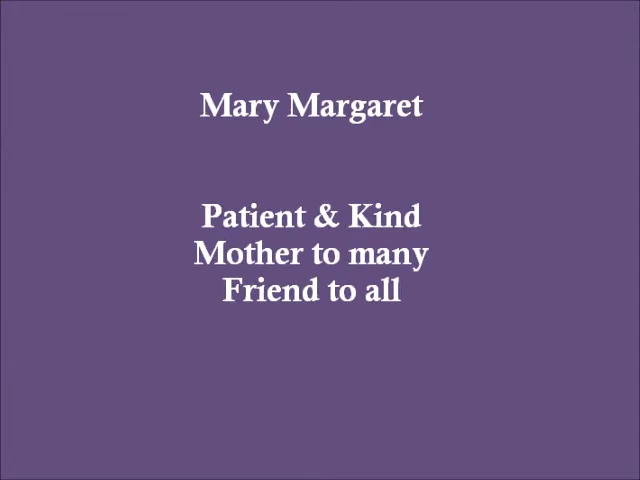 Mary Margaret
Patient & Kind
Mother to many
Friend to all